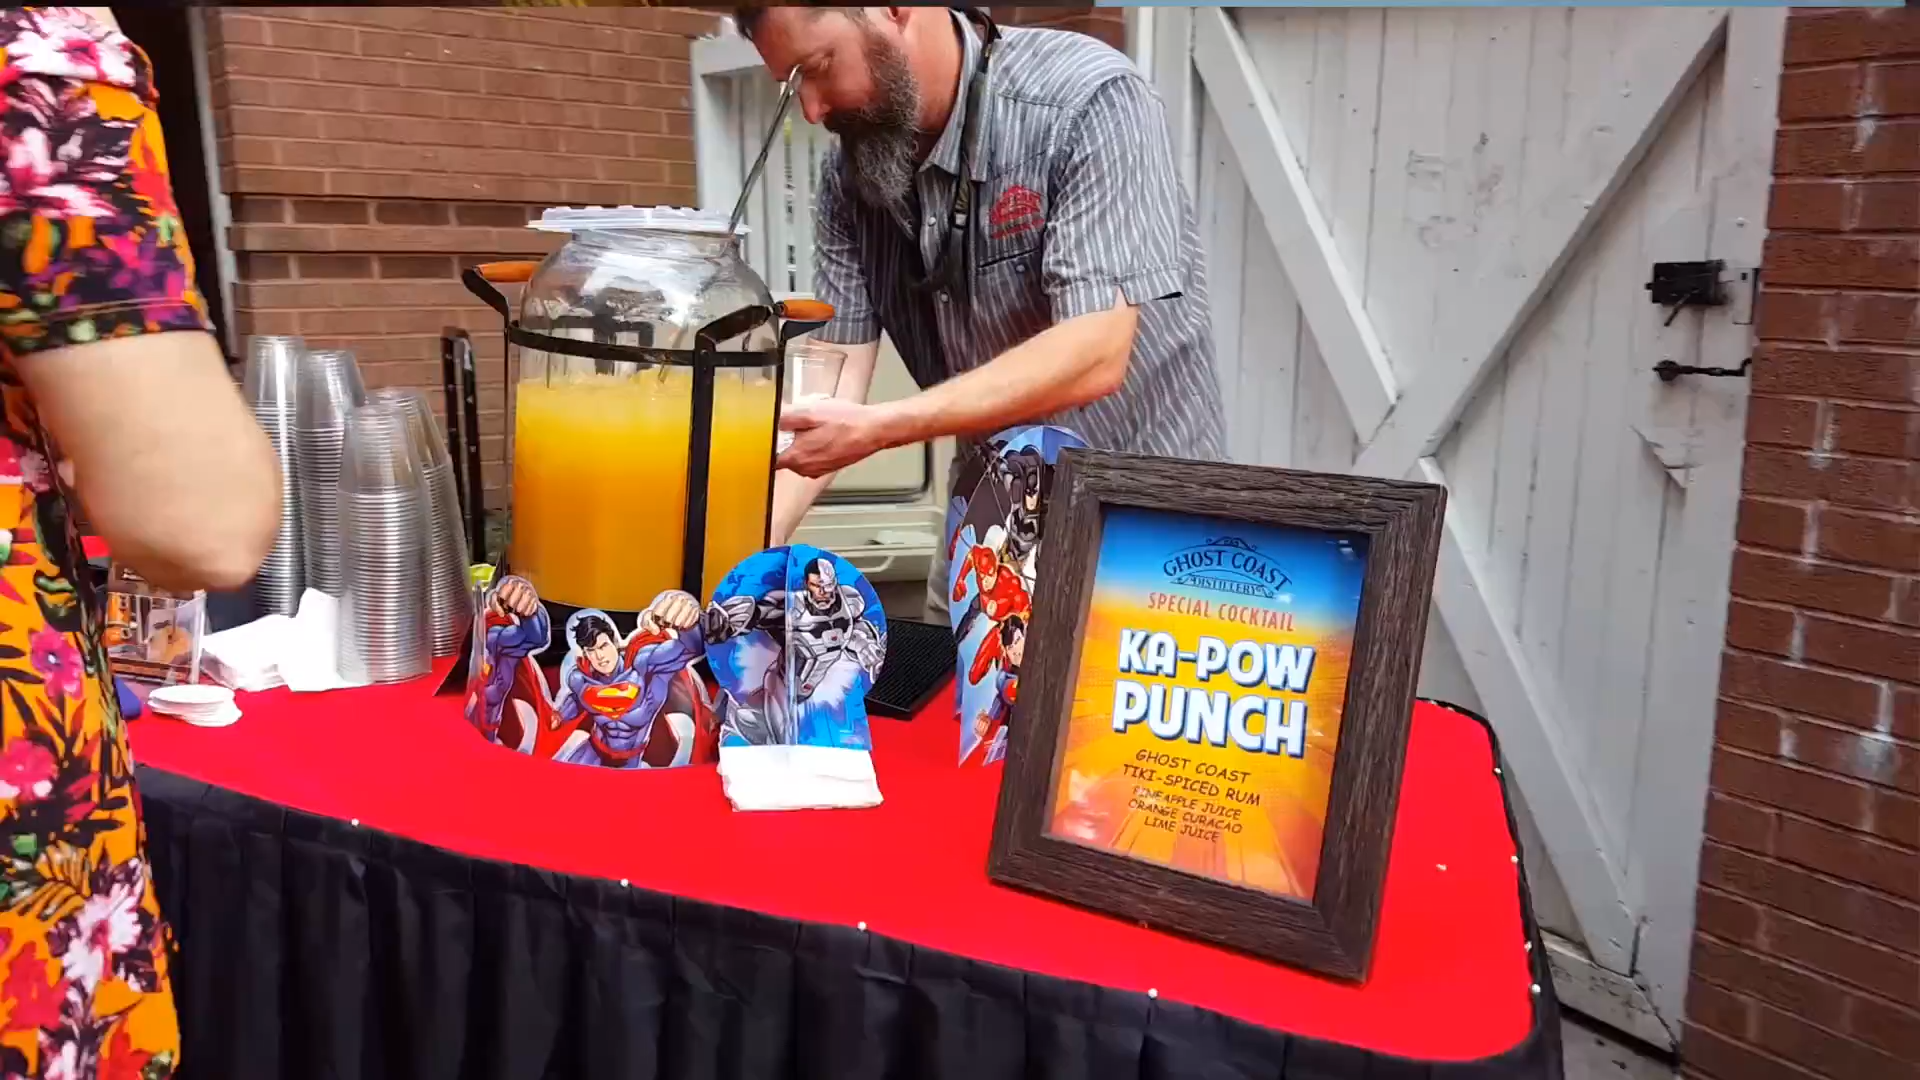 GHOST COAST
DISTILLERY
SPECIAL COCKTAIL
KA-POW
PUNCH
GHOST COAST
TIKI-SPICED RUM
PINEAPPLE JUICE
ORANGE CURACAO
LIME JUICE